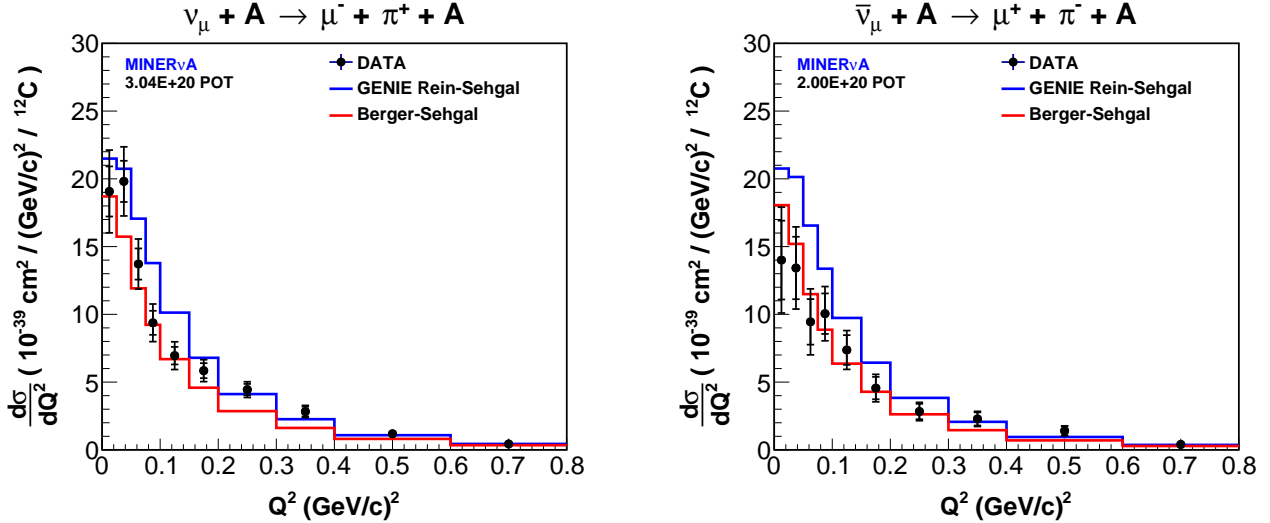 ν_μ + A → μ⁻ + π⁺ + A
30
25
20
15
10
5
0
dσ/dQ² ( 10⁻³⁹ cm² / (GeV/c)² / ¹²C )
MINERνA
3.04E+20 POT
DATA
GENIE Rein-Sehgal
Berger-Sehgal
0 0.1 0.2 0.3 0.4 0.5 0.6 0.7 0.8
Q² (GeV/c)²
ν̅_μ + A → μ⁺ + π⁻ + A
30
25
20
15
10
5
0
dσ/dQ² ( 10⁻³⁹ cm² / (GeV/c)² / ¹²C )
MINERνA
2.00E+20 POT
DATA
GENIE Rein-Sehgal
Berger-Sehgal
0 0.1 0.2 0.3 0.4 0.5 0.6 0.7 0.8
Q² (GeV/c)²